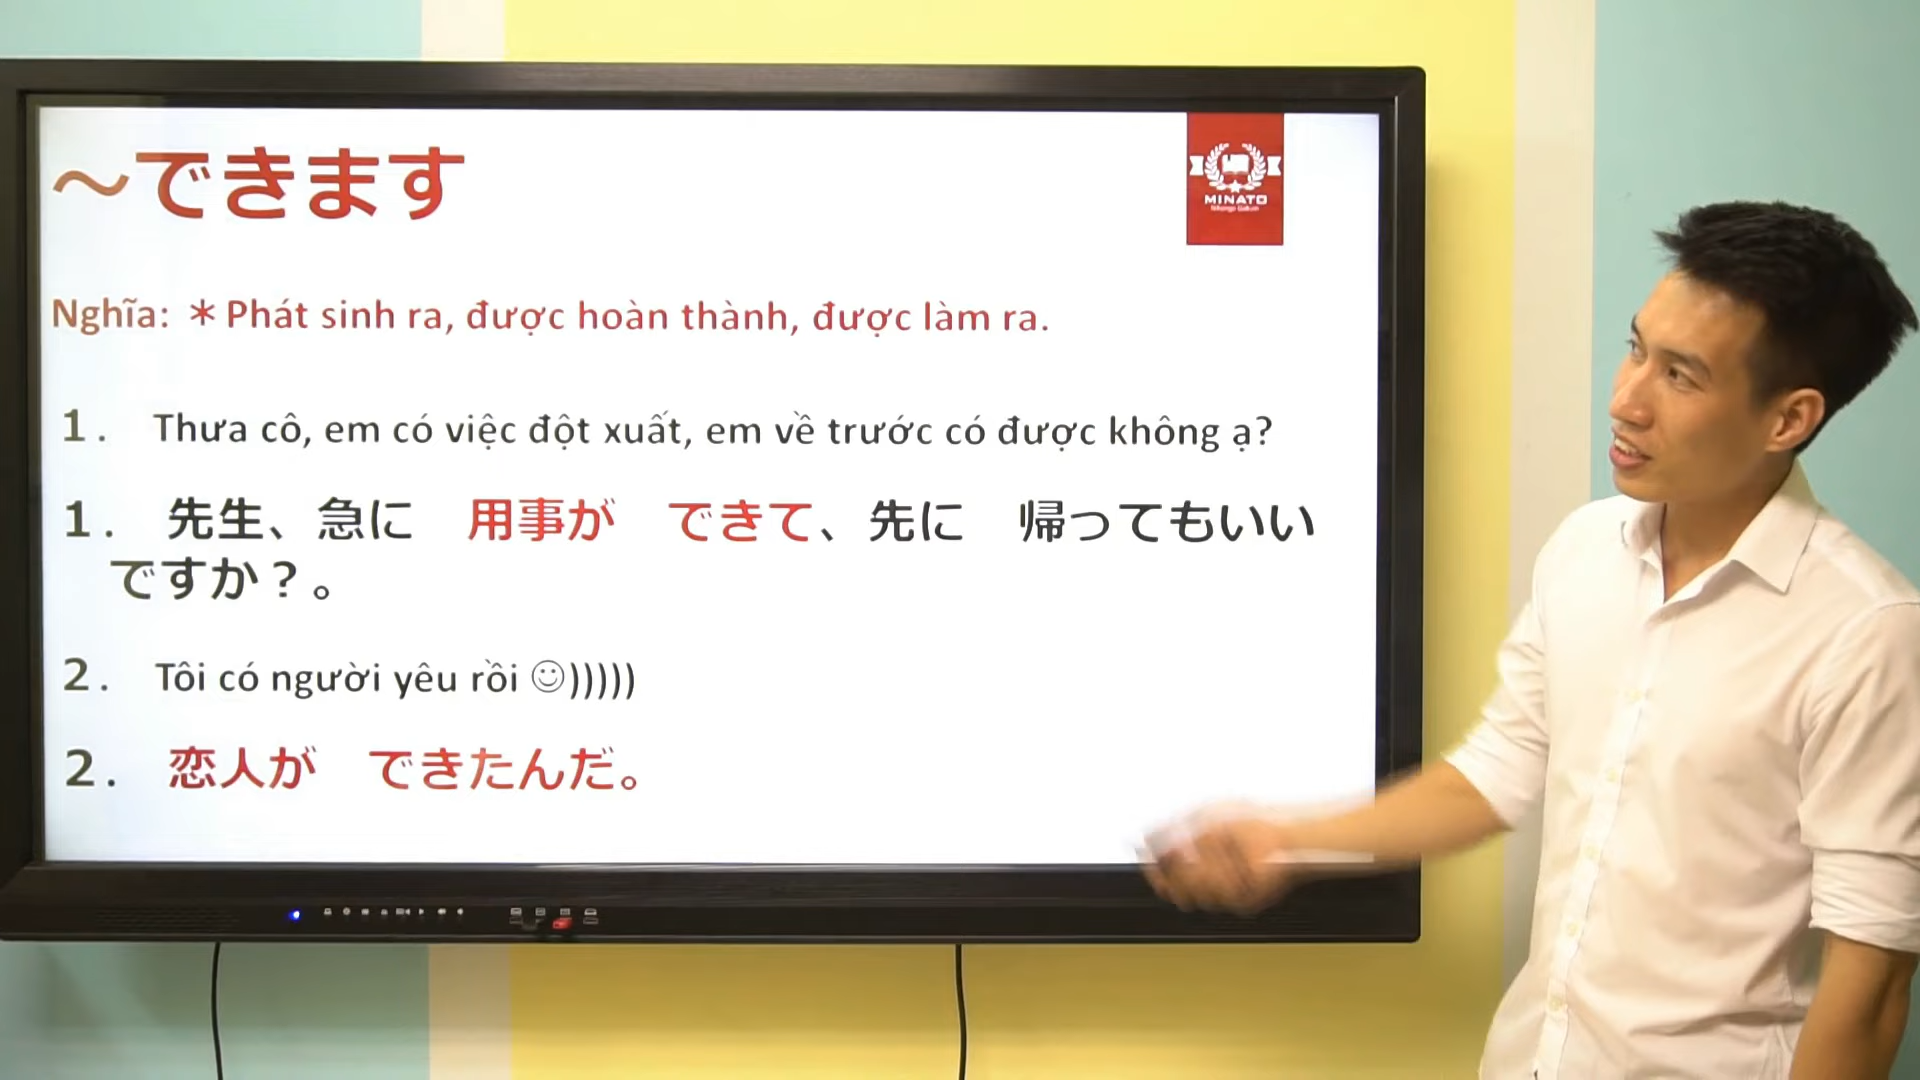 ～できます
MINATO
Nghĩa: ＊Phát sinh ra, được hoàn thành, được làm ra.
1. Thưa cô, em có việc đột xuất, em về trước có được không ạ?
1. 先生、急に　用事が　できて、先に　帰ってもいい
ですか？。
2. Tôi có người yêu rồi ☺)))))
2. 恋人が　できたんだ。